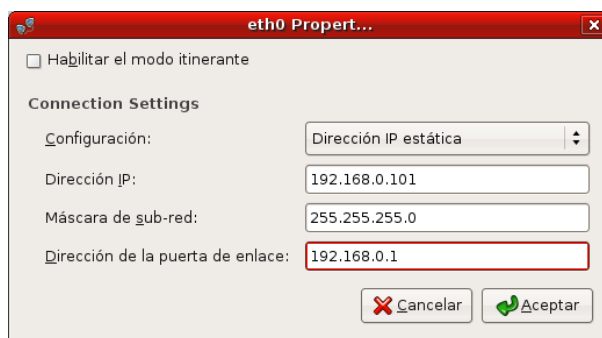 eth0 Propert...
Habilitar el modo itinerante
Connection Settings
Configuración: Dirección IP estática
Dirección IP: 192.168.0.101
Máscara de sub-red: 255.255.255.0
Dirección de la puerta de enlace: 192.168.0.1
Cancelar Aceptar